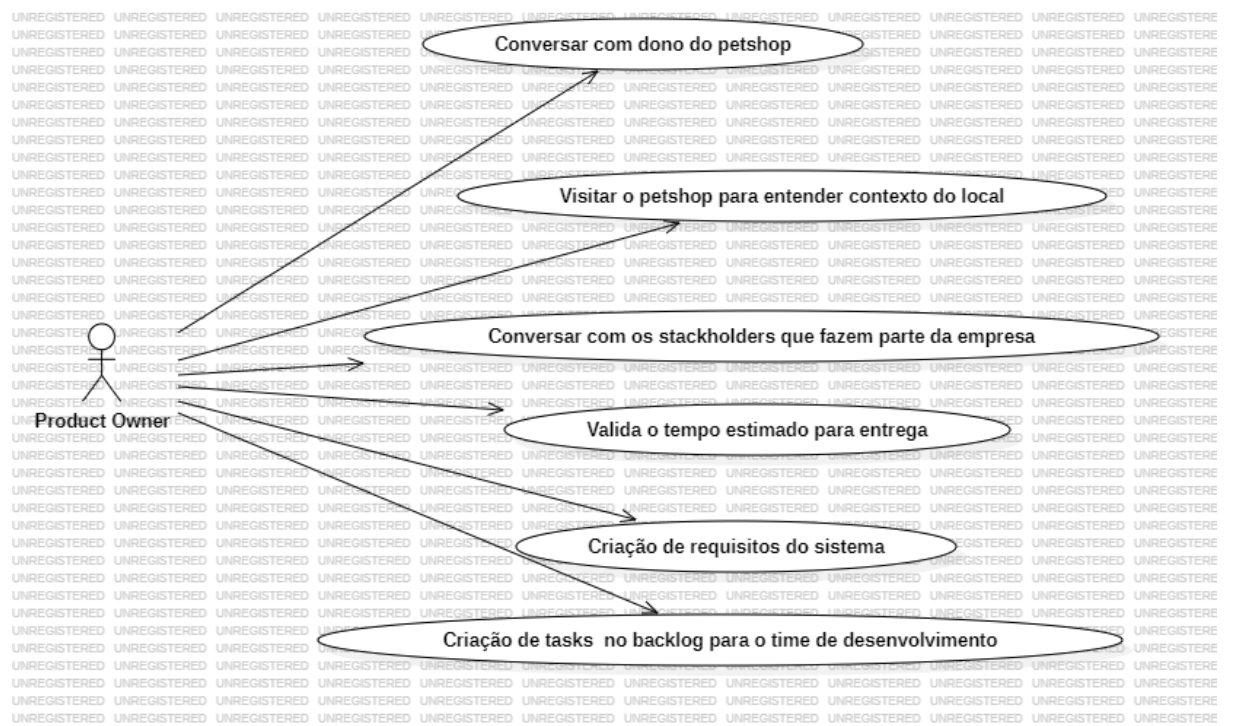 Conversar com dono do petshop
Visitar o petshop para entender contexto do local
Conversar com os stackholders que fazem parte da empresa
Product Owner
Valida o tempo estimado para entrega
Criação de requisitos do sistema
Criação de tasks  no backlog para o time de desenvolvimento
UNREGISTERED